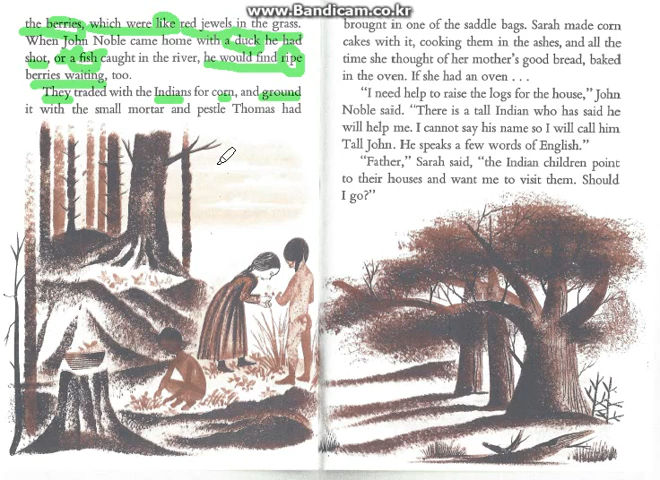 www.Bandicam.co.kr
the berries, which were like red jewels in the grass.
When John Noble came home with a duck he had
shot, or a fish caught in the river, he would find ripe
berries waiting, too.
They traded with the Indians for corn, and ground
it with the small mortar and pestle Thomas had
brought in one of the saddle bags. Sarah made corn
cakes with it, cooking them in the ashes, and all the
time she thought of her mother's good bread, baked
in the oven. If she had an oven . . .
"I need help to raise the logs for the house," John
Noble said. "There is a tall Indian who has said he
will help me. I cannot say his name so I will call him
Tall John. He speaks a few words of English."
"Father," Sarah said, "the Indian children point
to their houses and want me to visit them. Should
I go?"